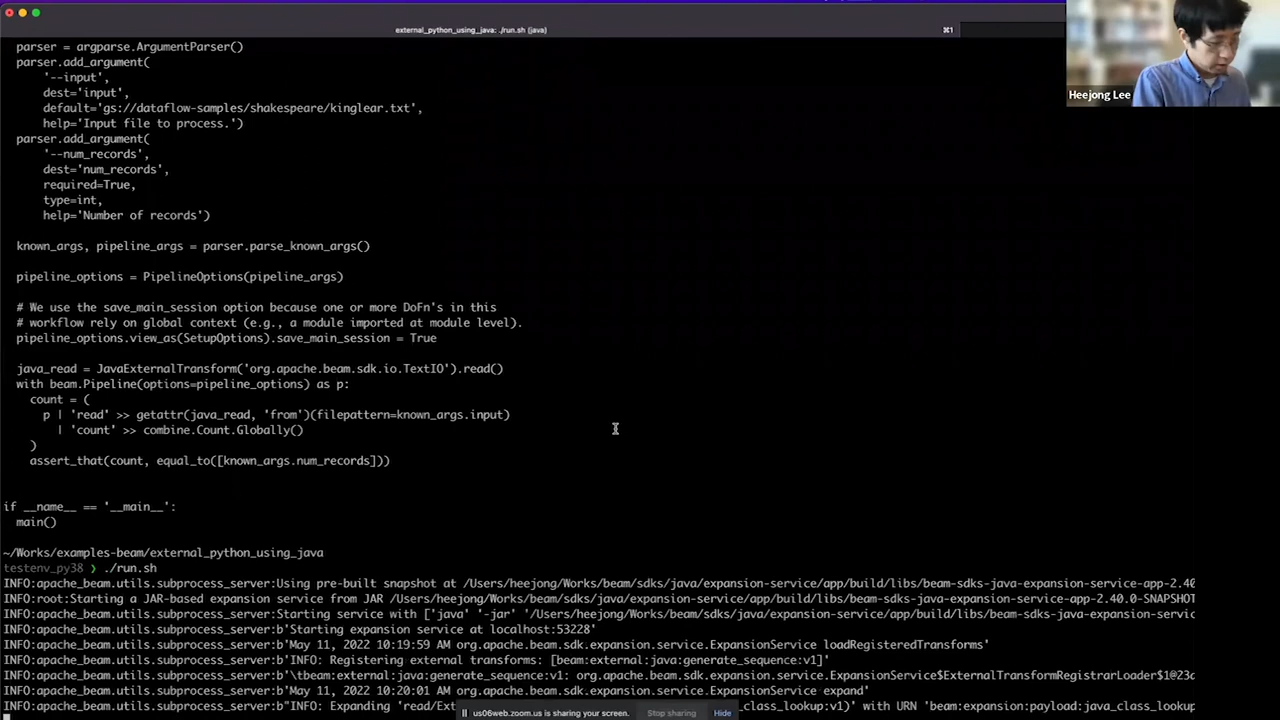 external_python_using_java: ./run.sh (java)
⌘1
Heejong Lee
parser = argparse.ArgumentParser()
parser.add_argument(
'--input',
dest='input',
default='gs://dataflow-samples/shakespeare/kinglear.txt',
help='Input file to process.')
parser.add_argument(
'--num_records',
dest='num_records',
required=True,
type=int,
help='Number of records')
known_args, pipeline_args = parser.parse_known_args()
pipeline_options = PipelineOptions(pipeline_args)
# We use the save_main_session option because one or more DoFn's in this
# workflow rely on global context (e.g., a module imported at module level).
pipeline_options.view_as(SetupOptions).save_main_session = True
java_read = JavaExternalTransform('org.apache.beam.sdk.io.TextIO').read()
with beam.Pipeline(options=pipeline_options) as p:
count = (
p | 'read' >> getattr(java_read, 'from')(filepattern=known_args.input)
| 'count' >> combine.Count.Globally()
)
assert_that(count, equal_to([known_args.num_records]))
if __name__ == '__main__':
main()
~/Works/examples-beam/external_python_using_java
testenv_py38 ❯ ./run.sh
INFO:apache_beam.utils.subprocess_server:Using pre-built snapshot at /Users/heejong/Works/beam/sdks/java/expansion-service/app/build/libs/beam-sdks-java-expansion-service-app-2.40
INFO:root:Starting a JAR-based expansion service from JAR /Users/heejong/Works/beam/sdks/java/expansion-service/app/build/libs/beam-sdks-java-expansion-service-app-2.40.0-SNAPSHOT
INFO:apache_beam.utils.subprocess_server:Starting service with ['java' '-jar' '/Users/heejong/Works/beam/sdks/java/expansion-service/app/build/libs/beam-sdks-java-expansion-servic
INFO:apache_beam.utils.subprocess_server:b'Starting expansion service at localhost:53228'
INFO:apache_beam.utils.subprocess_server:b'May 11, 2022 10:19:59 AM org.apache.beam.sdk.expansion.service.ExpansionService loadRegisteredTransforms'
INFO:apache_beam.utils.subprocess_server:b'INFO: Registering external transforms: [beam:external:java:generate_sequence:v1]'
INFO:apache_beam.utils.subprocess_server:b'\tbeam:external:java:generate_sequence:v1: org.apache.beam.sdk.expansion.service.ExpansionService$ExternalTransformRegistrarLoader$1@23a
INFO:apache_beam.utils.subprocess_server:b'May 11, 2022 10:20:01 AM org.apache.beam.sdk.expansion.service.ExpansionService expand'
INFO:apache_beam.utils.subprocess_server:b"INFO: Expanding 'read/Ext _class_lookup:v1)' with URN 'beam:expansion:payload:java_class_lookup
us06web.zoom.us is sharing your screen.
Stop sharing
Hide